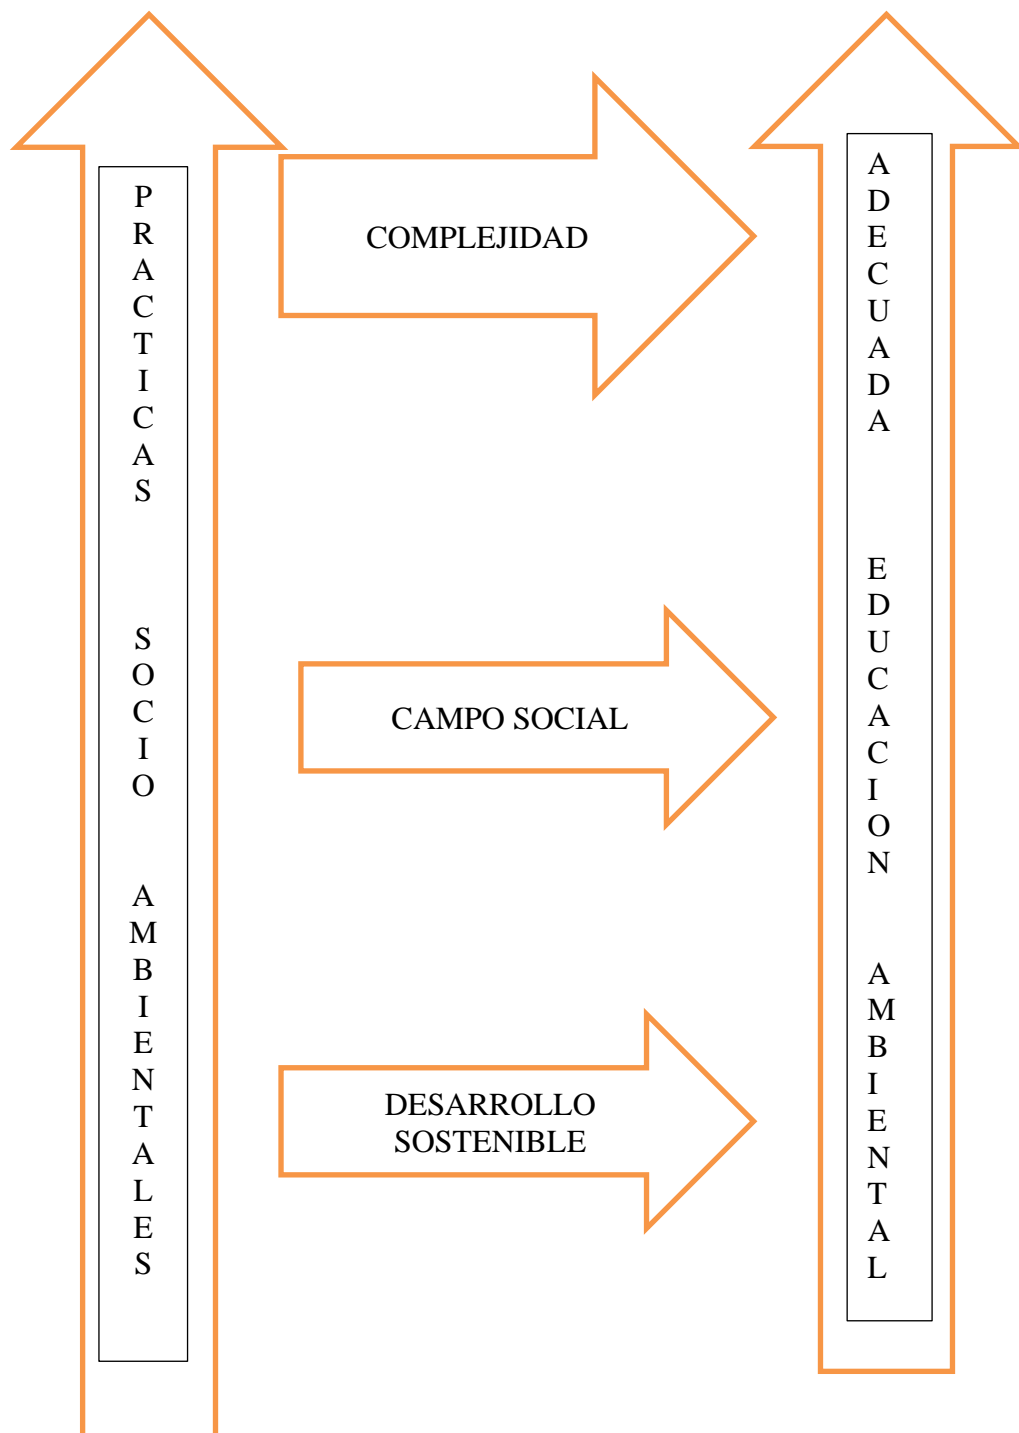 PRACTICAS SOCIO AMBIENTALES
COMPLEJIDAD
CAMPO SOCIAL
DESARROLLO
SOSTENIBLE
ADECUADA EDUCACION AMBIENTAL